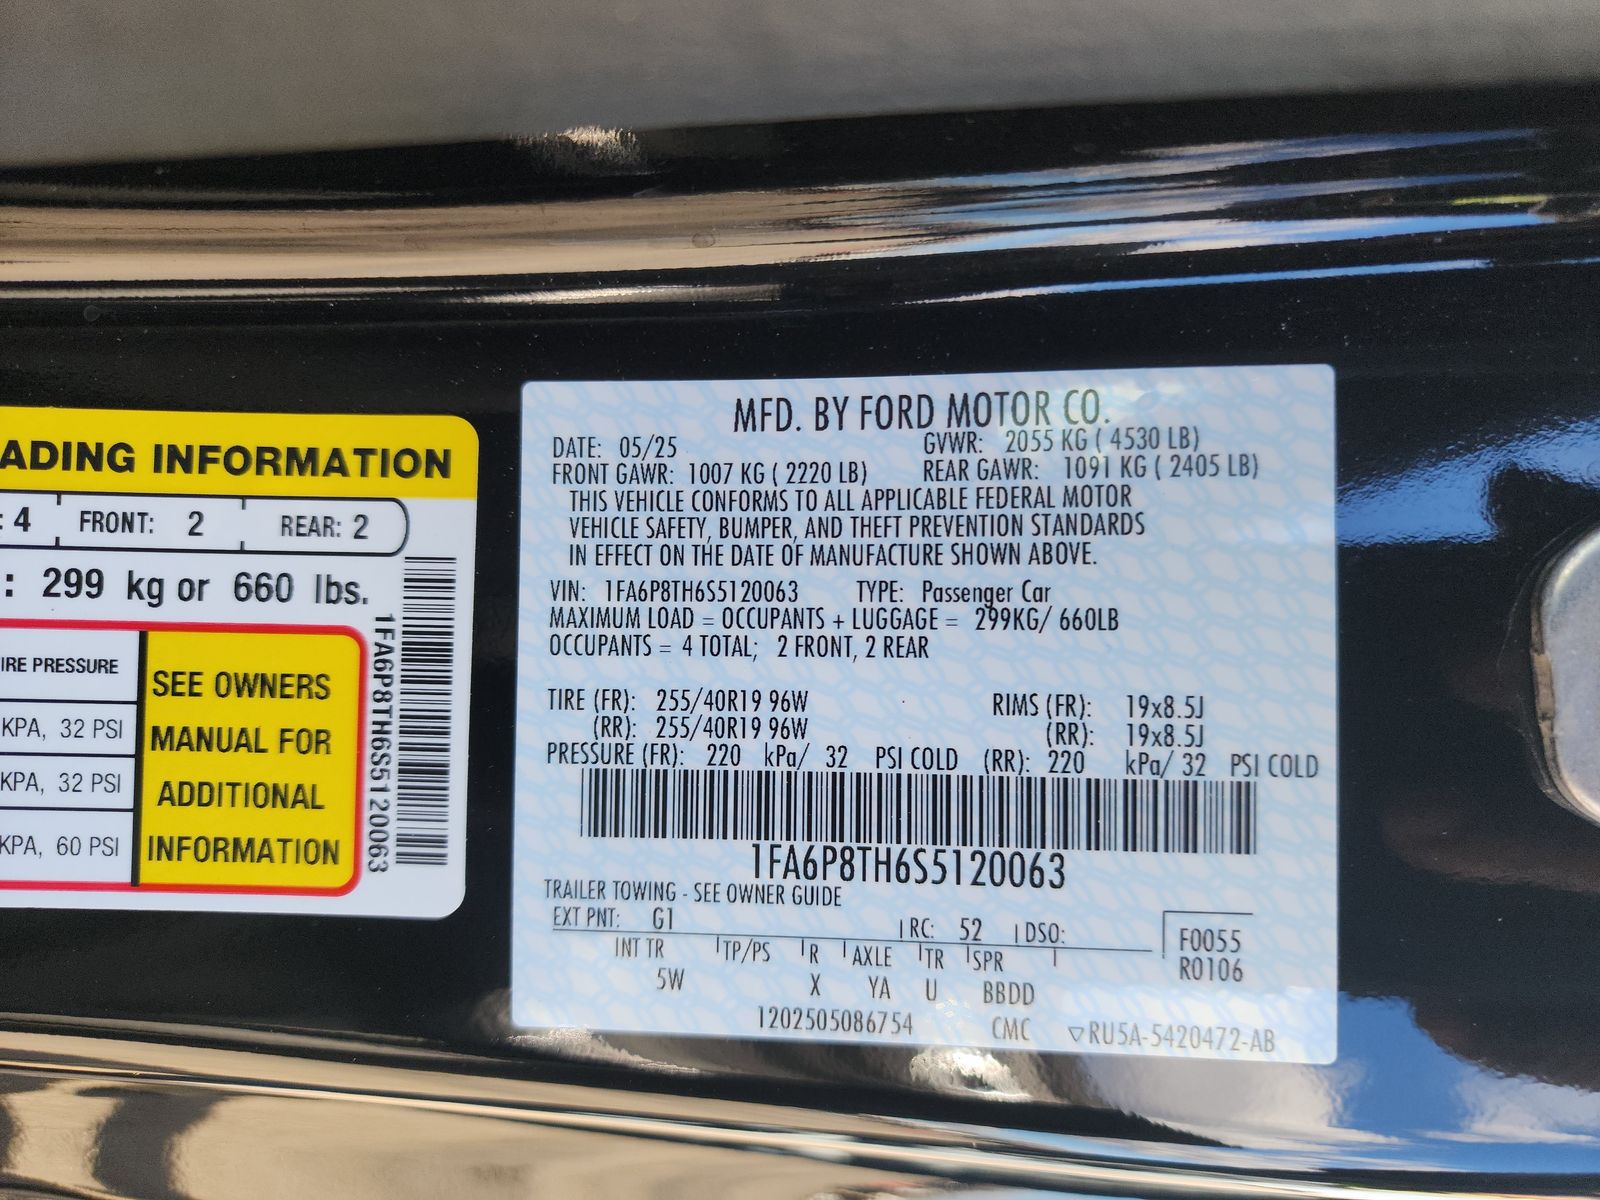 ADING INFORMATION
: 4 FRONT: 2 REAR: 2
: 299 kg or 660 lbs.
IRE PRESSURE
KPA, 32 PSI
KPA, 32 PSI
KPA, 60 PSI
SEE OWNERS
MANUAL FOR
ADDITIONAL
INFORMATION
1FA6P8TH6S5120063
MFD. BY FORD MOTOR CO.
DATE: 05/25 GVWR: 2055 KG ( 4530 LB)
FRONT GAWR: 1007 KG ( 2220 LB) REAR GAWR: 1091 KG ( 2405 LB)
THIS VEHICLE CONFORMS TO ALL APPLICABLE FEDERAL MOTOR
VEHICLE SAFETY, BUMPER, AND THEFT PREVENTION STANDARDS
IN EFFECT ON THE DATE OF MANUFACTURE SHOWN ABOVE.
VIN: 1FA6P8TH6S5120063 TYPE: Passenger Car
MAXIMUM LOAD = OCCUPANTS + LUGGAGE = 299KG/ 660LB
OCCUPANTS = 4 TOTAL; 2 FRONT, 2 REAR
TIRE (FR): 255/40R19 96W RIMS (FR): 19x8.5J
(RR): 255/40R19 96W (RR): 19x8.5J
PRESSURE (FR): 220 kPa/ 32 PSI COLD (RR): 220 kPa/ 32 PSI COLD
1FA6P8TH6S5120063
TRAILER TOWING - SEE OWNER GUIDE
EXT PNT: G1 RC: 52 DSO:
F0055
R0106
INT TR TP/PS R AXLE TR SPR
5W X YA U BBDD
1202505086754 CMC ▽RU5A-5420472-AB